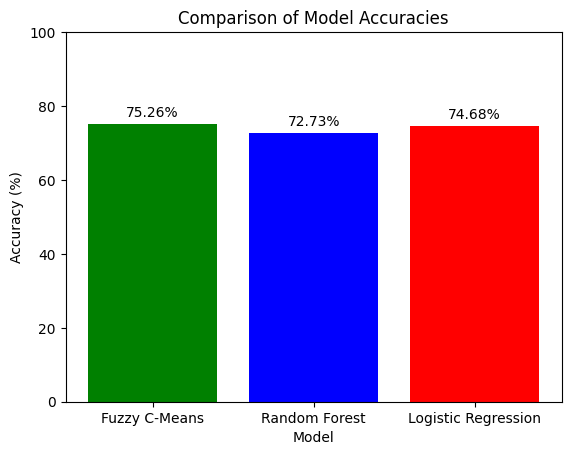 Comparison of Model Accuracies
100
80
60
40
20
0
Accuracy (%)
75.26%
72.73%
74.68%
Fuzzy C-Means
Random Forest
Logistic Regression
Model